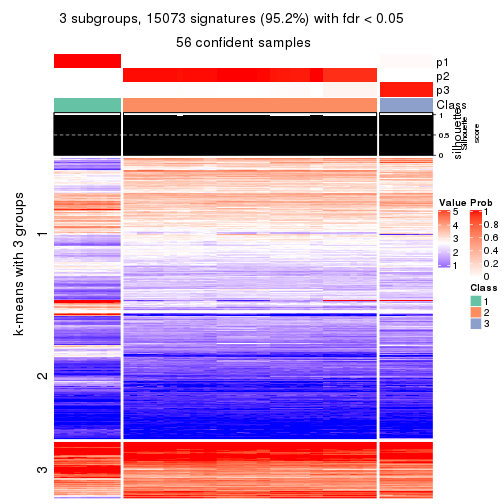 3 subgroups, 15073 signatures (95.2%) with fdr < 0.05
56 confident samples
p1
p2
p3
Class
1
0.5
0
silhouette
Silhouette
score
k-means with 3 groups
1
2
3
Value
5
4
3
2
1
Prob
1
0.8
0.6
0.4
0.2
0
Class
1
2
3